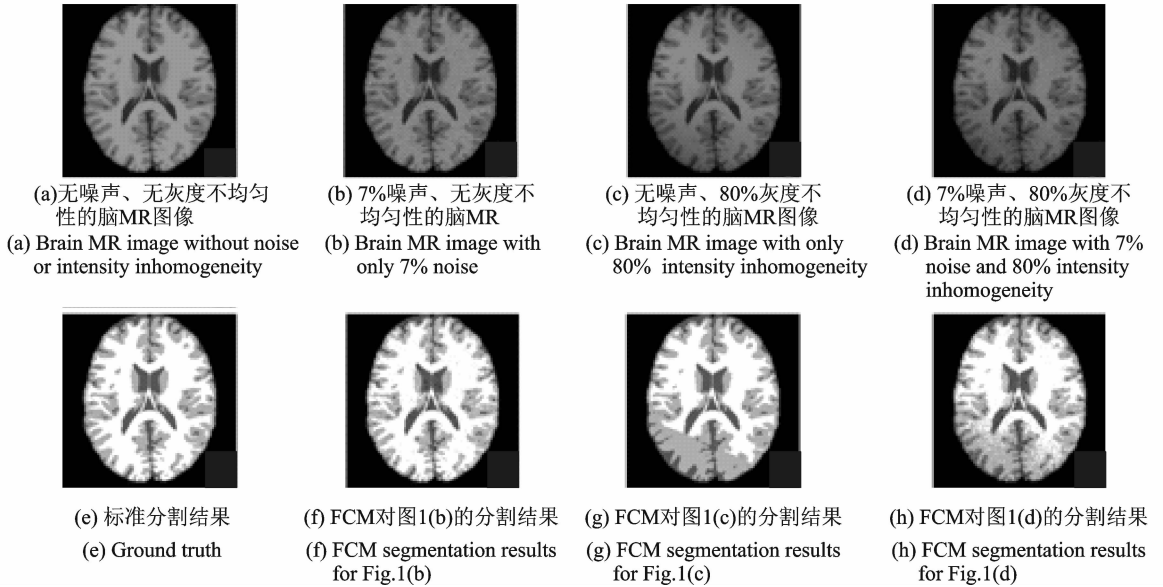 (a)无噪声、无灰度不均匀
性的脑MR图像
(a) Brain MR image without noise
or intensity inhomogeneity
(b) 7%噪声、无灰度不
均匀性的脑MR
(b) Brain MR image with
only 7% noise
(c) 无噪声、80%灰度不
均匀性的脑MR图像
(c) Brain MR image with only
80% intensity inhomogeneity
(d) 7%噪声、80%灰度不
均匀性的脑MR图像
(d) Brain MR image with 7%
noise and 80% intensity
inhomogeneity
(e) 标准分割结果
(e) Ground truth
(f) FCM对图1(b)的分割结果
(f) FCM segmentation results
for Fig.1(b)
(g) FCM对图1(c)的分割结果
(g) FCM segmentation results
for Fig.1(c)
(h) FCM对图1(d)的分割结果
(h) FCM segmentation results
for Fig.1(d)